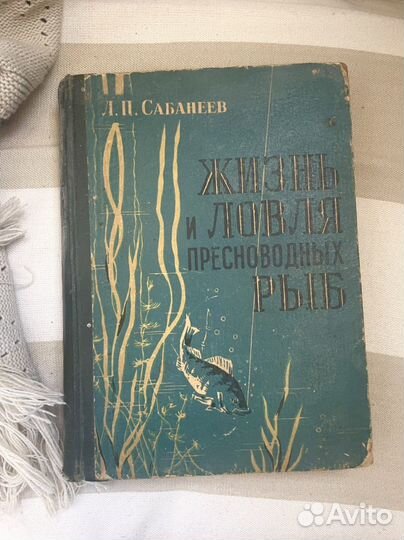 Л.П. САБАНЕЕВ
ЖИЗНЬ
И ЛОВЛЯ
ПРЕСНОВОДНЫХ
РЫБ
Avito